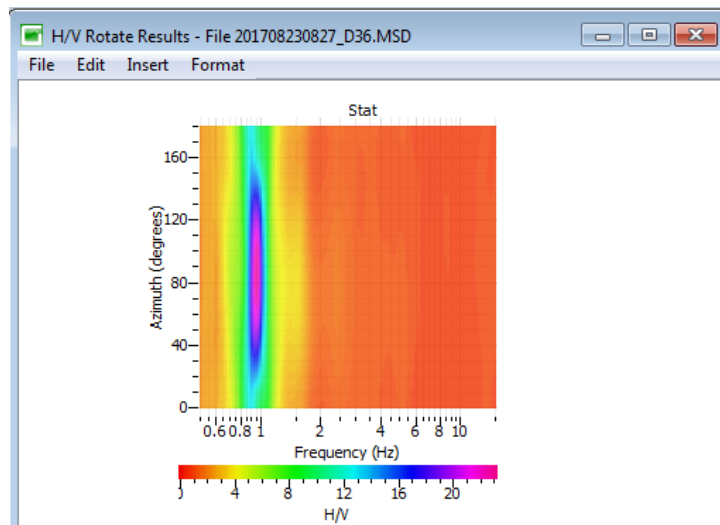 H/V Rotate Results - File 201708230827_D36.MSD
File Edit Insert Format
Stat
160
120
80
40
0
Azimuth (degrees)
0.6 0.8 1 2 4 6 8 10
Frequency (Hz)
0 4 8 12 16 20
H/V